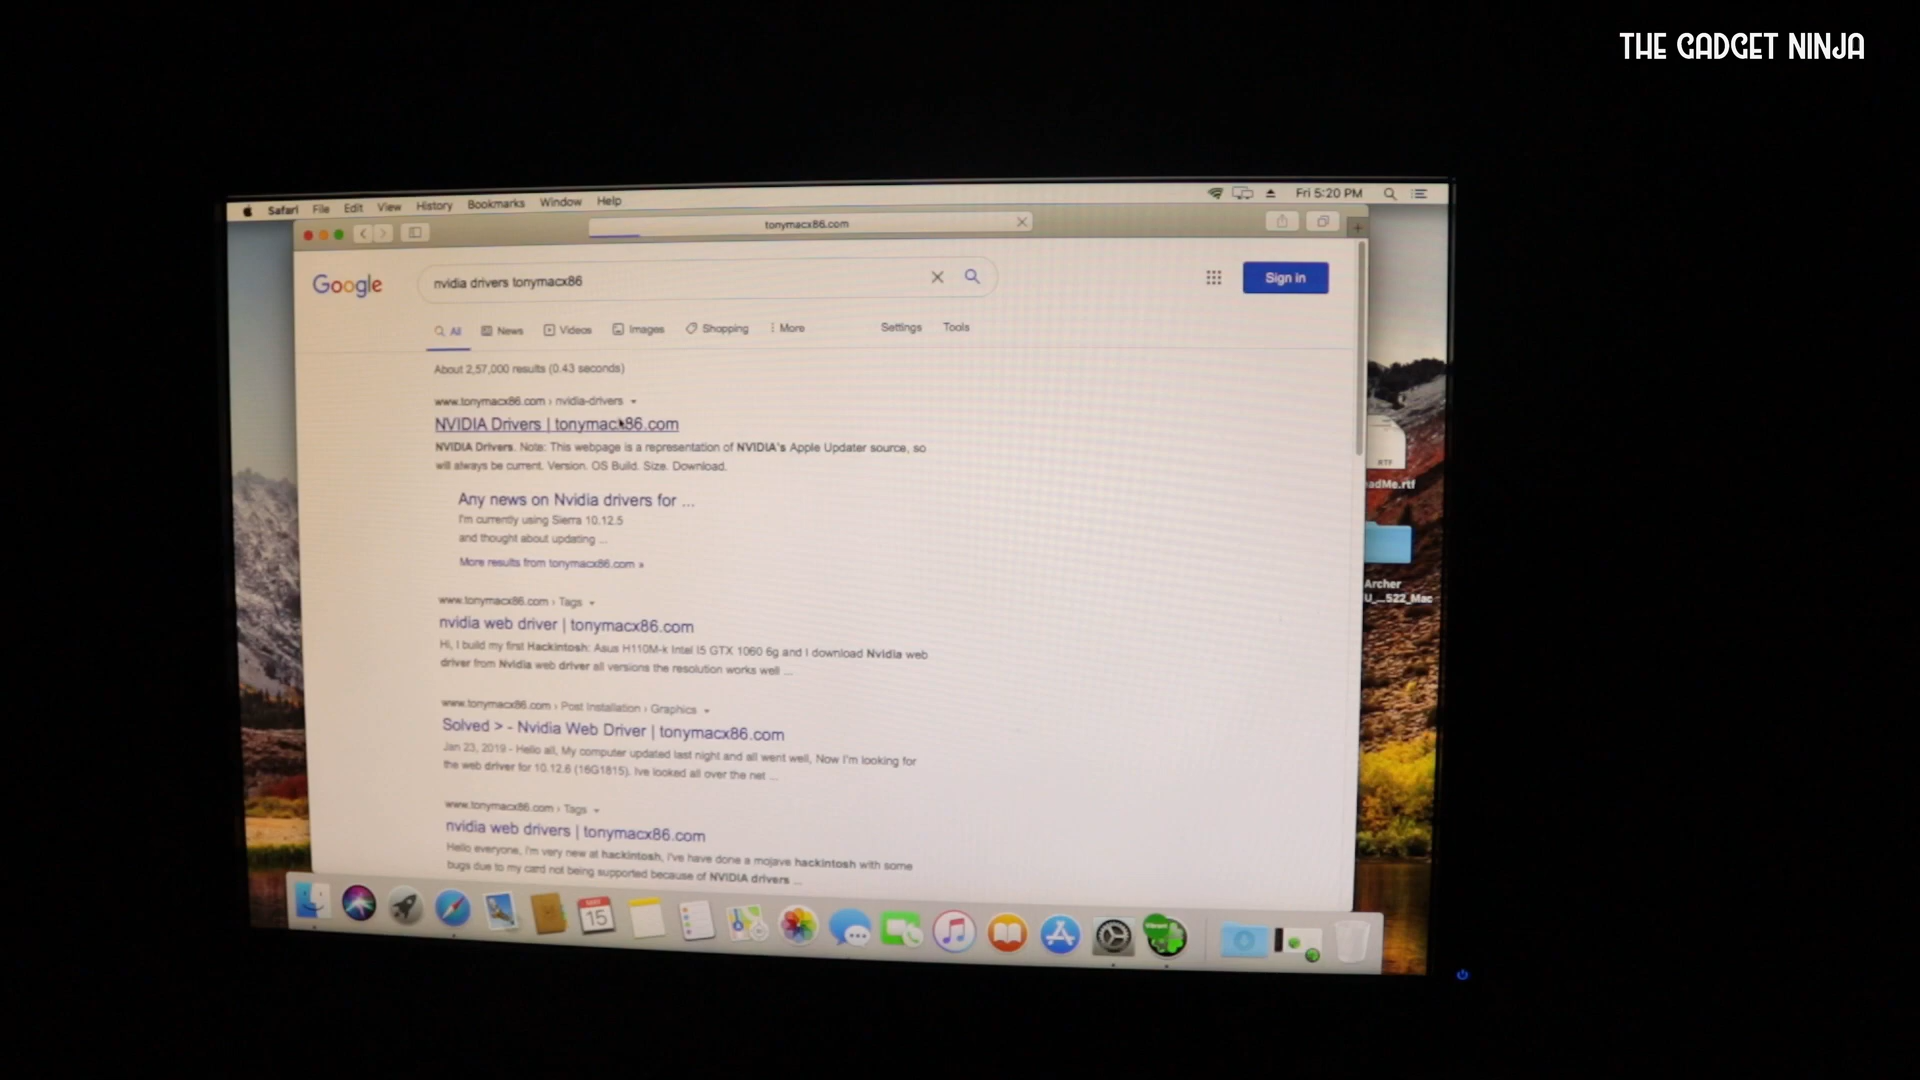 THE GADGET NINJA
Safari File Edit View History Bookmarks Window Help
Fri 5:20 PM
tonymacx86.com
Google
nvidia drivers tonymacx86
Sign in
All News Videos Images Shopping More Settings Tools
About 2,57,000 results (0.43 seconds)
www.tonymacx86.com › nvidia-drivers
NVIDIA Drivers | tonymacx86.com
NVIDIA Drivers. Note: This webpage is a representation of NVIDIA's Apple Updater source, so
will always be current. Version. OS Build. Size. Download.
Any news on Nvidia drivers for ...
I'm currently using Sierra 10.12.5
and thought about updating ...
More results from tonymacx86.com »
www.tonymacx86.com › Tags
nvidia web driver | tonymacx86.com
Hi, I build my first Hackintosh: Asus H110M-k Intel I5 GTX 1060 6g and I download Nvidia web
driver from Nvidia web driver all versions the resolution works well ...
www.tonymacx86.com › Post Installation › Graphics
Solved > - Nvidia Web Driver | tonymacx86.com
Jan 23, 2019 - Hello all, My computer updated last night and all went well, Now I'm looking for
the web driver for 10.12.6 (16G1815). Ive looked all over the net ...
www.tonymacx86.com › Tags
nvidia web drivers | tonymacx86.com
Hello everyone, i'm very new at hackintosh, i've have done a mojave hackintosh with some
bugs due to my card not being supported because of NVIDIA drivers ...
RTF
adMe.rtf
Archer
U_...522_Mac
15